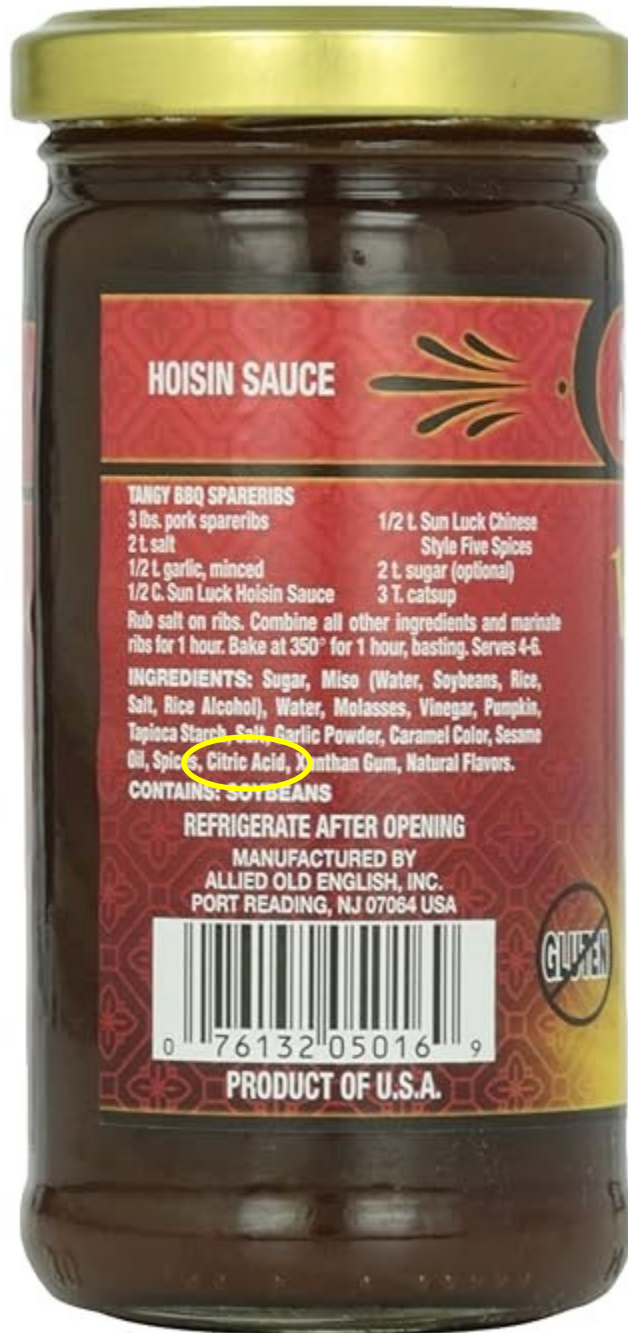 HOISIN SAUCE
TANGY BBQ SPARERIBS
3 lbs. pork spareribs
2 t. salt
1/2 t. garlic, minced
1/2 C. Sun Luck Hoisin Sauce
1/2 t. Sun Luck Chinese
Style Five Spices
2 t. sugar (optional)
3 T. catsup
Rub salt on ribs. Combine all other ingredients and marinate
ribs for 1 hour. Bake at 350° for 1 hour, basting. Serves 4-6.
INGREDIENTS: Sugar, Miso (Water, Soybeans, Rice,
Salt, Rice Alcohol), Water, Molasses, Vinegar, Pumpkin,
Tapioca Starch, Salt, Garlic Powder, Caramel Color, Sesame
Oil, Spices, Citric Acid, Xanthan Gum, Natural Flavors.
CONTAINS: SOYBEANS
REFRIGERATE AFTER OPENING
MANUFACTURED BY
ALLIED OLD ENGLISH, INC.
PORT READING, NJ 07064 USA
GLUTEN
0 76132 05016 9
PRODUCT OF U.S.A.